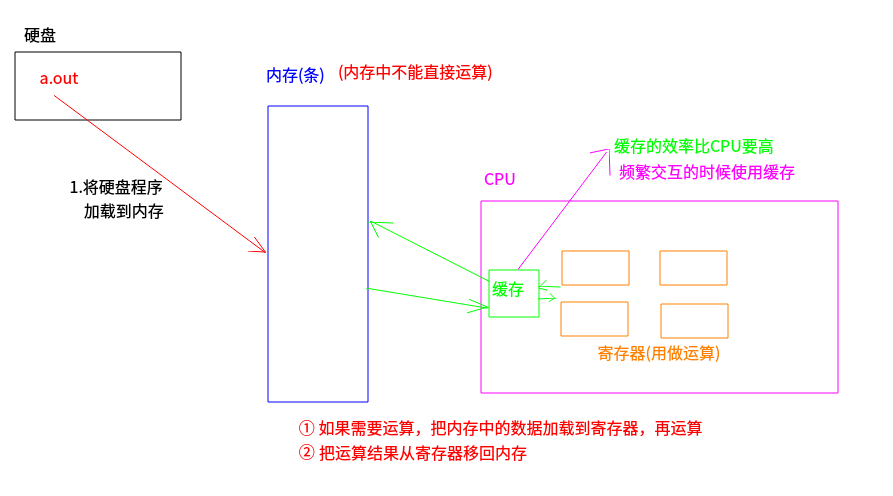 硬盘
a.out
内存(条)
(内存中不能直接运算)
1.将硬盘程序
加载到内存
缓存的效率比CPU要高
频繁交互的时候使用缓存
CPU
缓存
寄存器(用做运算)
① 如果需要运算，把内存中的数据加载到寄存器，再运算
② 把运算结果从寄存器移回内存